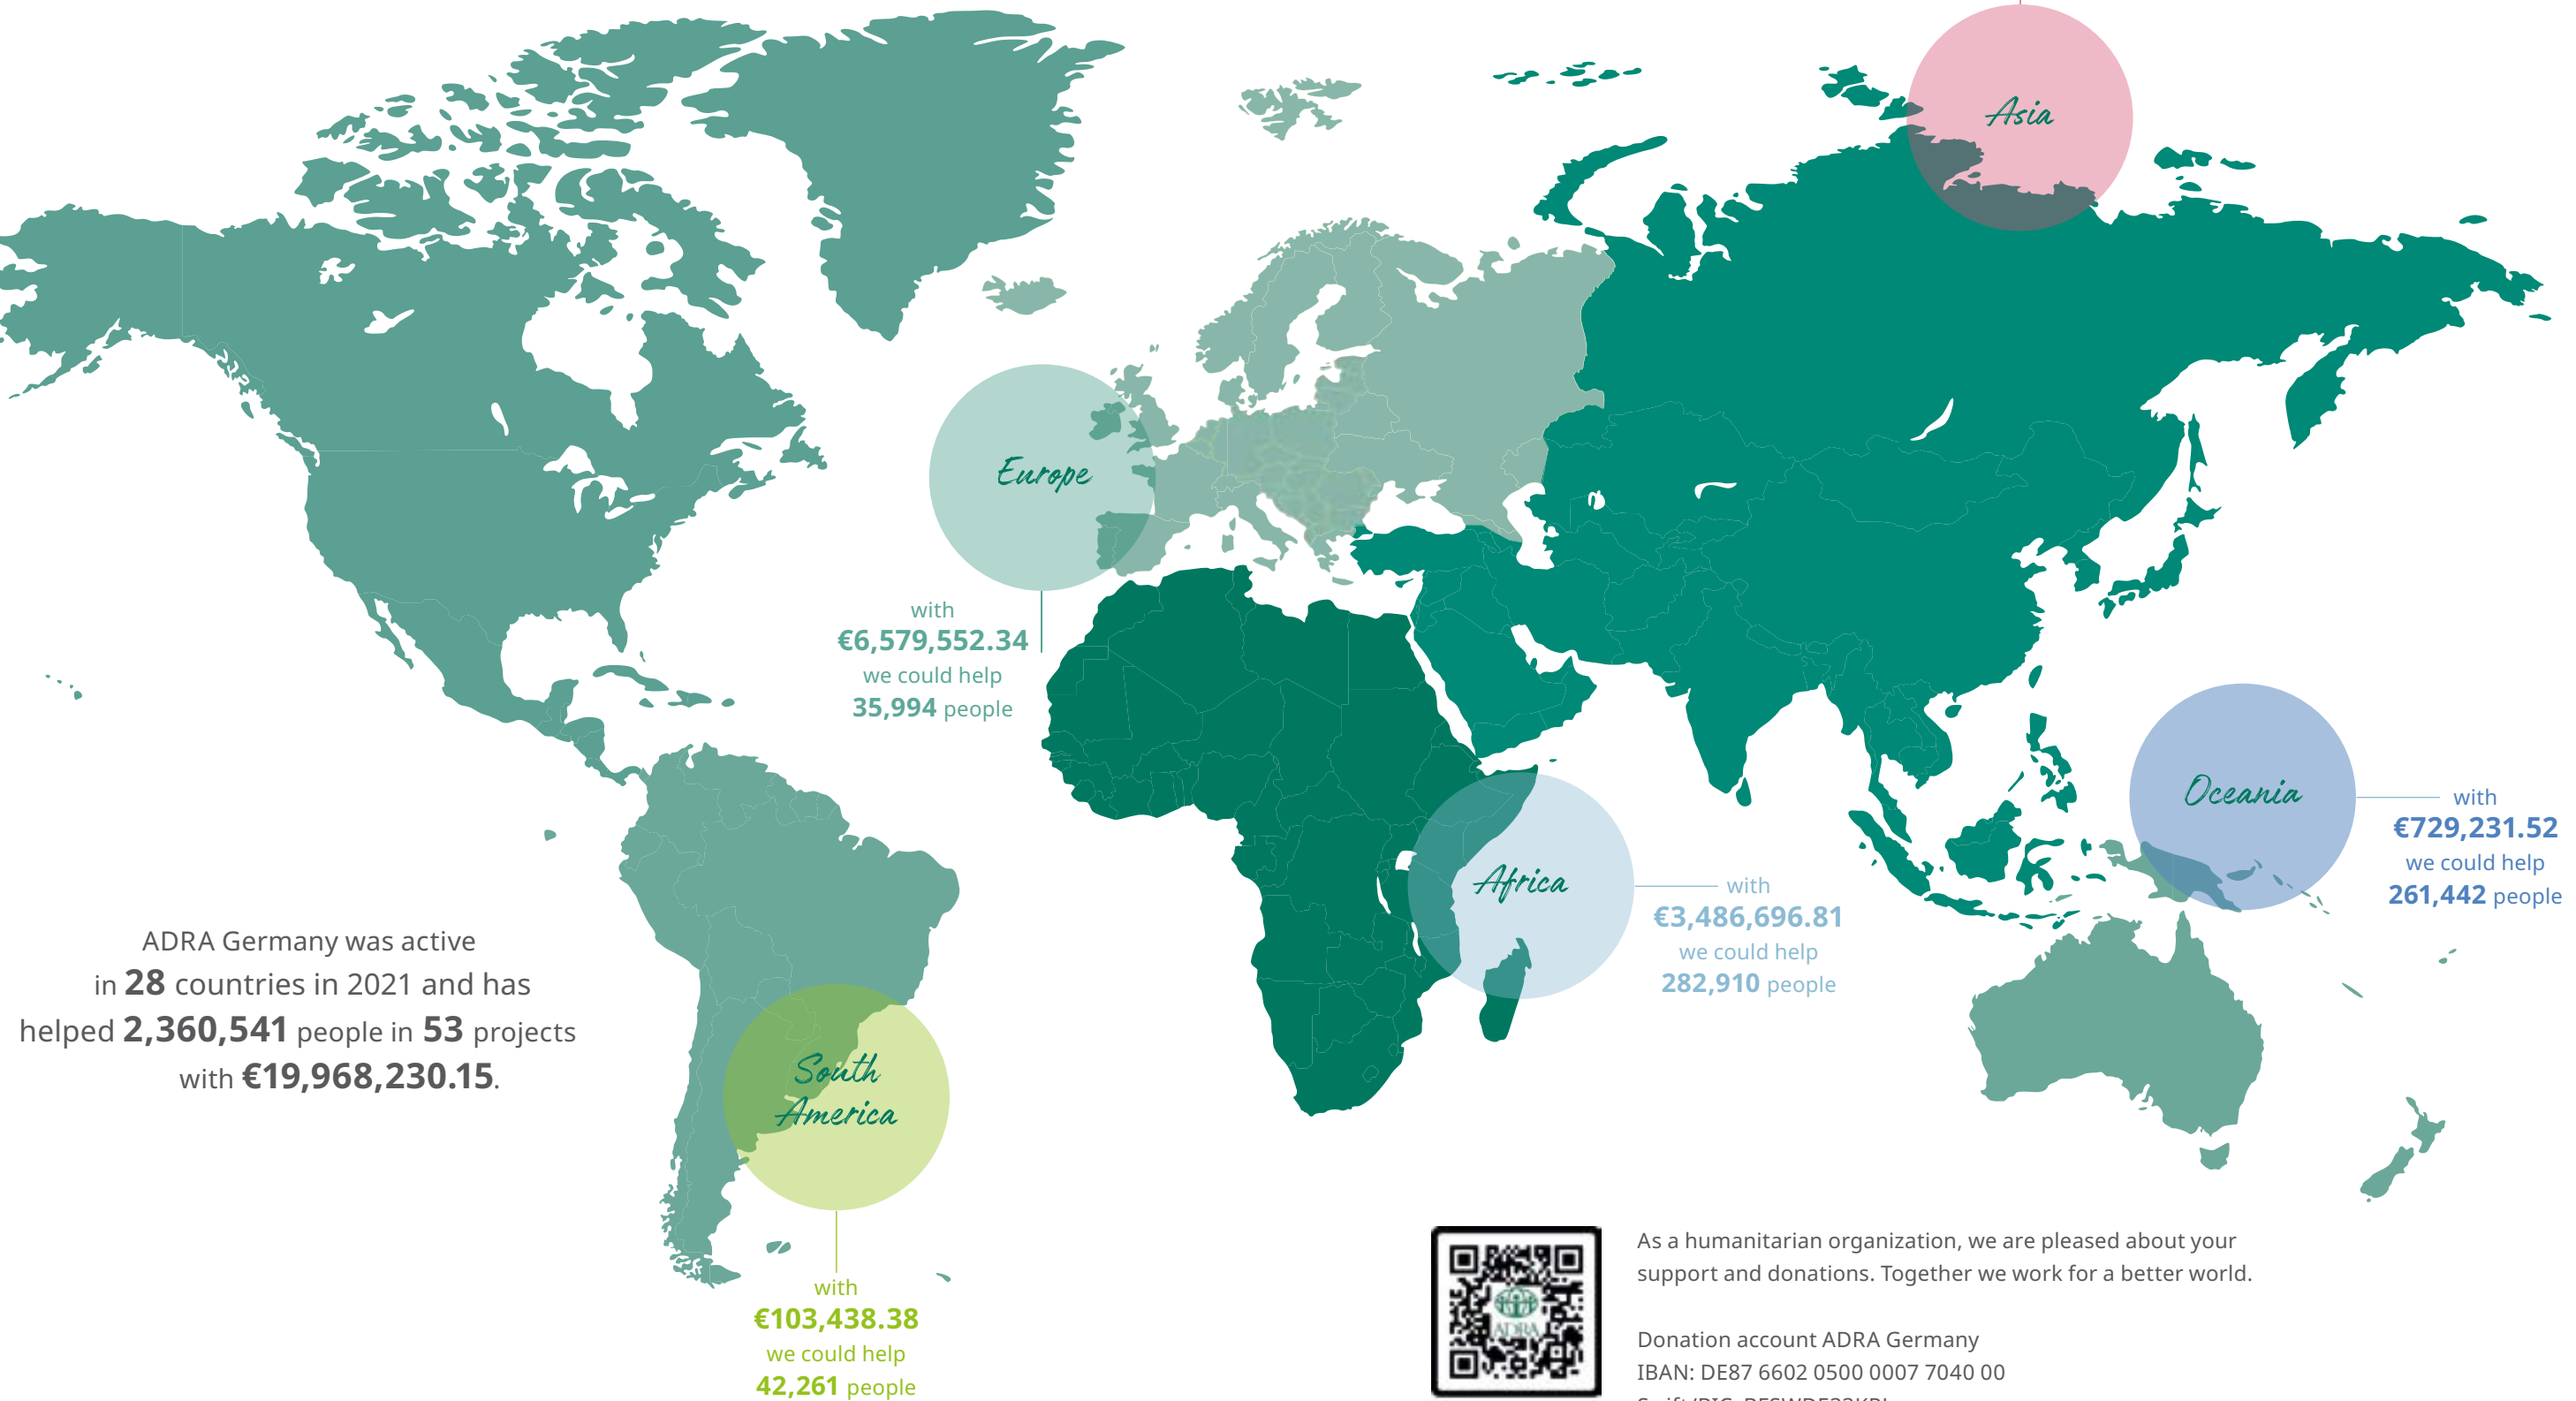 Asia
Europe
with
€6,579,552.34
we could help
35,994 people
Oceania
with
€729,231.52
we could help
261,442 people
Africa
with
€3,486,696.81
we could help
282,910 people
ADRA Germany was active
in 28 countries in 2021 and has
helped 2,360,541 people in 53 projects
with €19,968,230.15.
South
America
with
€103,438.38
we could help
42,261 people
ADRA
As a humanitarian organization, we are pleased about your
support and donations. Together we work for a better world.
Donation account ADRA Germany
IBAN: DE87 6602 0500 0007 7040 00